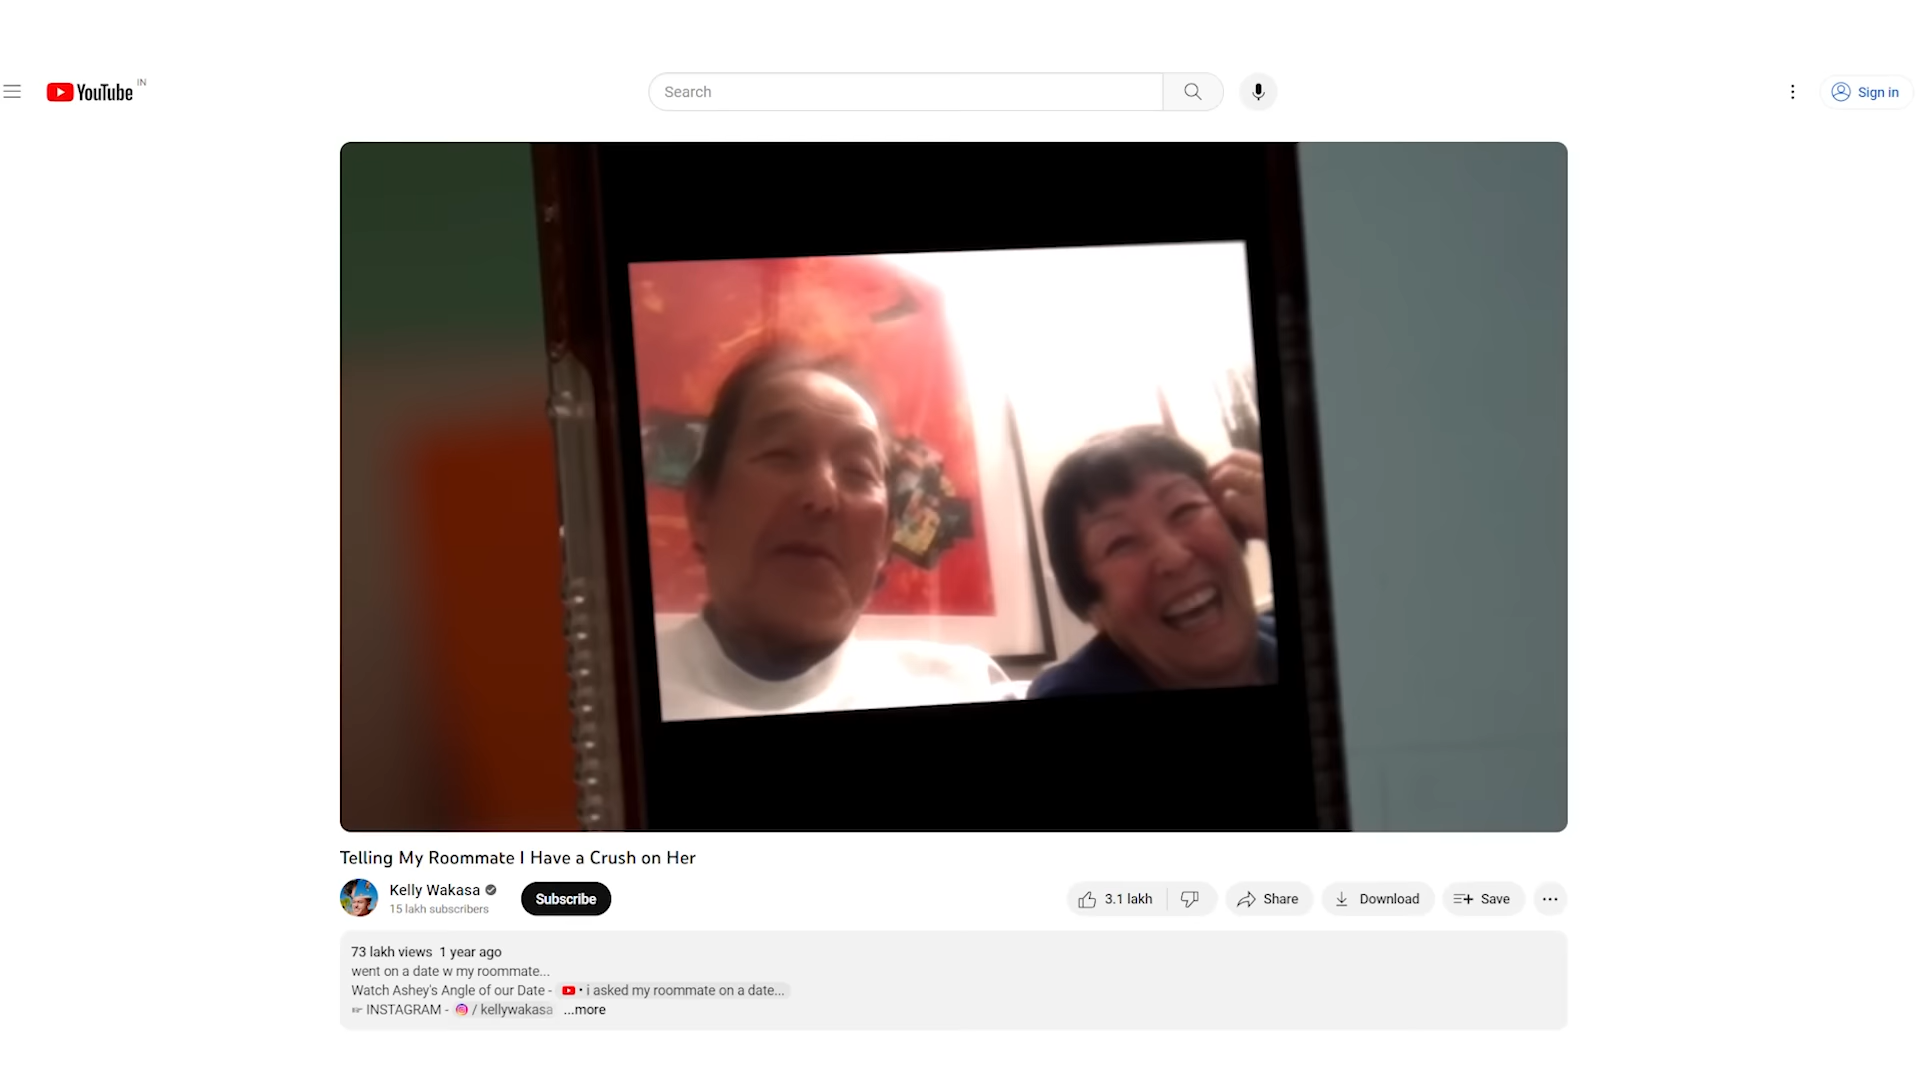 YouTube IN
Search
Sign in
Telling My Roommate I Have a Crush on Her
Kelly Wakasa
15 lakh subscribers
Subscribe
3.1 lakh
Share
Download
Save
73 lakh views 1 year ago
went on a date w my roommate...
Watch Ashey's Angle of our Date - • i asked my roommate on a date...
☞ INSTAGRAM - / kellywakasa ...more